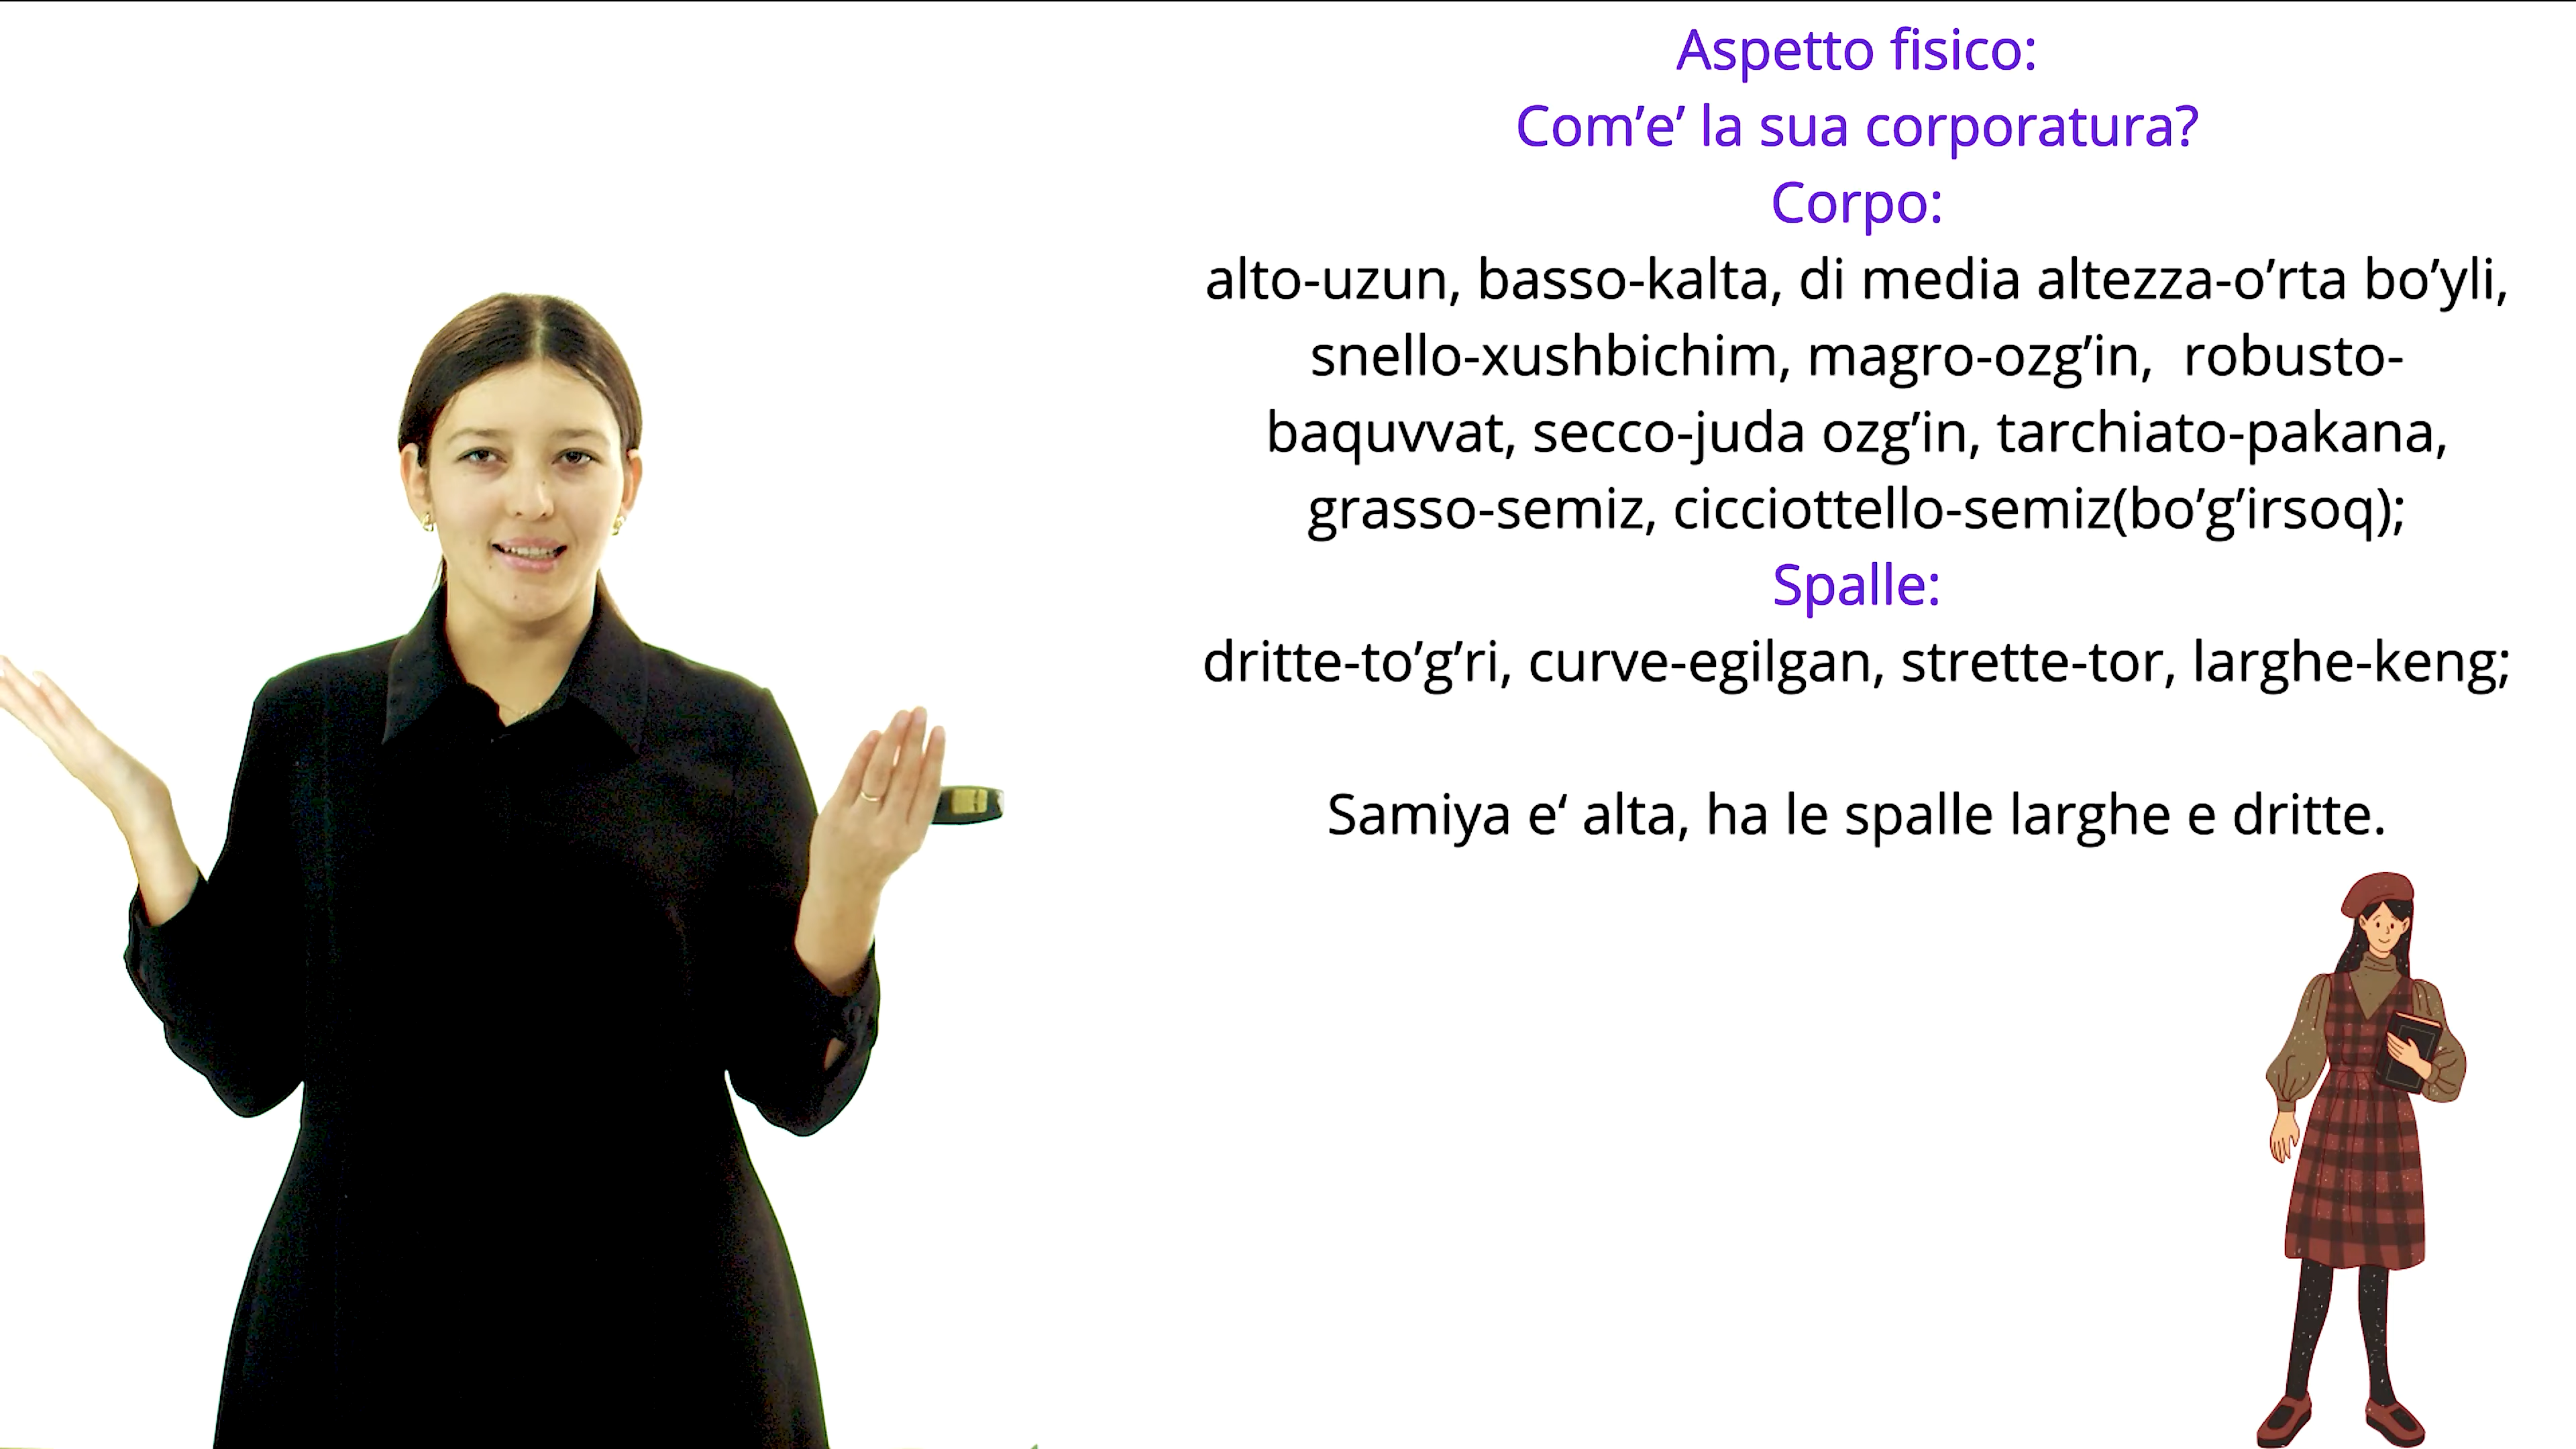 Aspetto fisico:
Com’e’ la sua corporatura?
Corpo:
alto-uzun, basso-kalta, di media altezza-o’rta bo’yli,
snello-xushbichim, magro-ozg’in,  robusto-
baquvvat, secco-juda ozg’in, tarchiato-pakana,
grasso-semiz, cicciottello-semiz(bo’g’irsoq);
Spalle:
dritte-to’g’ri, curve-egilgan, strette-tor, larghe-keng;
Samiya e‘ alta, ha le spalle larghe e dritte.